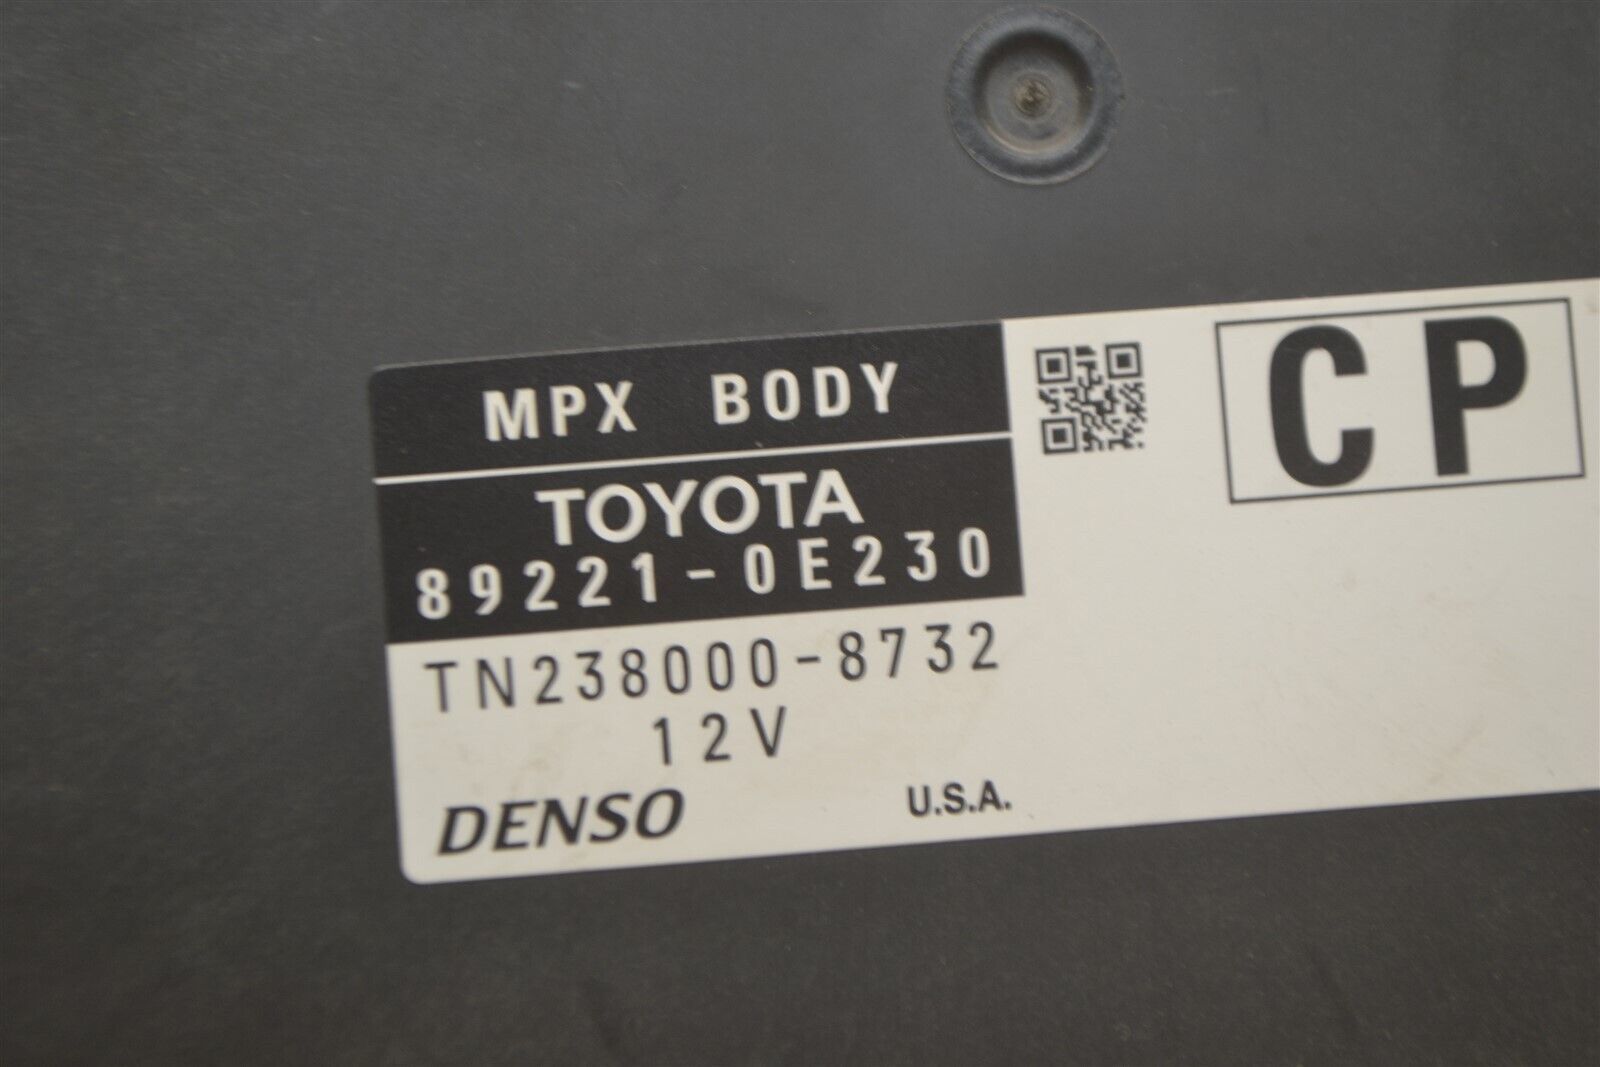 MPX BODY
TOYOTA
89221-0E230
TN238000-8732
12V
DENSO
U.S.A.
CP